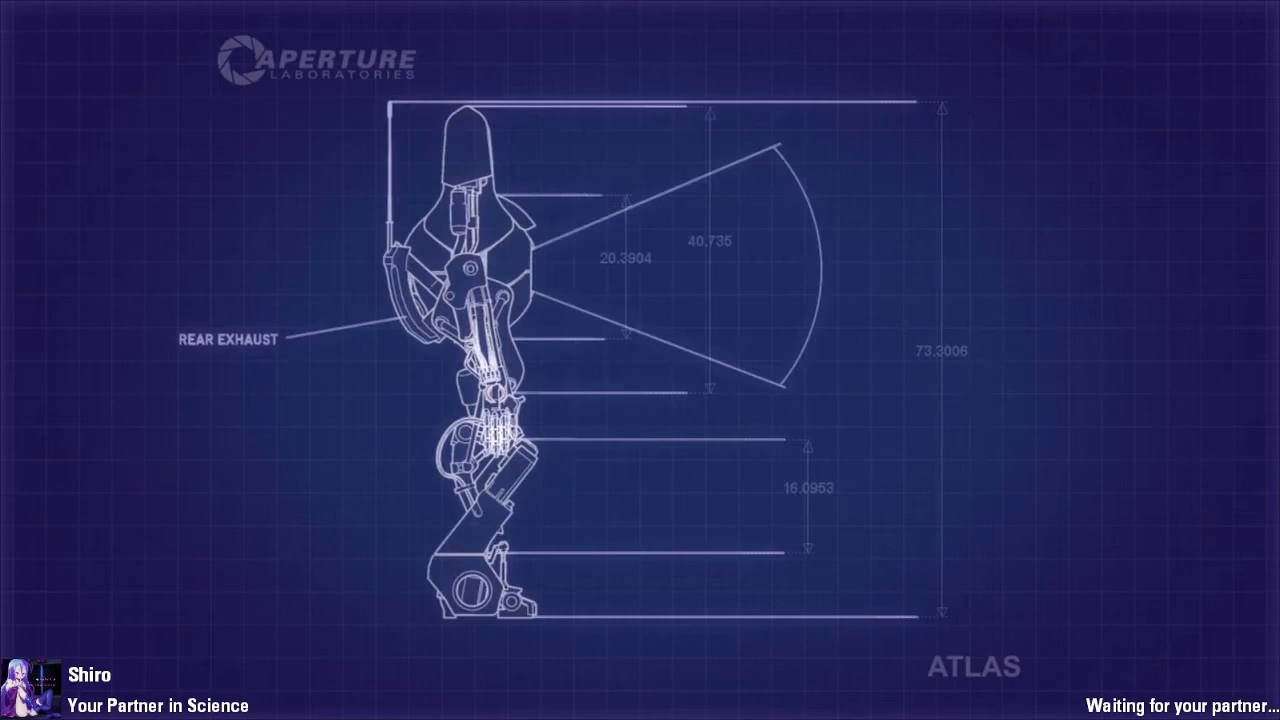 APERTURE
LABORATORIES
20.3904
40.735
REAR EXHAUST
73.3006
16.0953
ATLAS
Shiro
Your Partner in Science
Waiting for your partner...